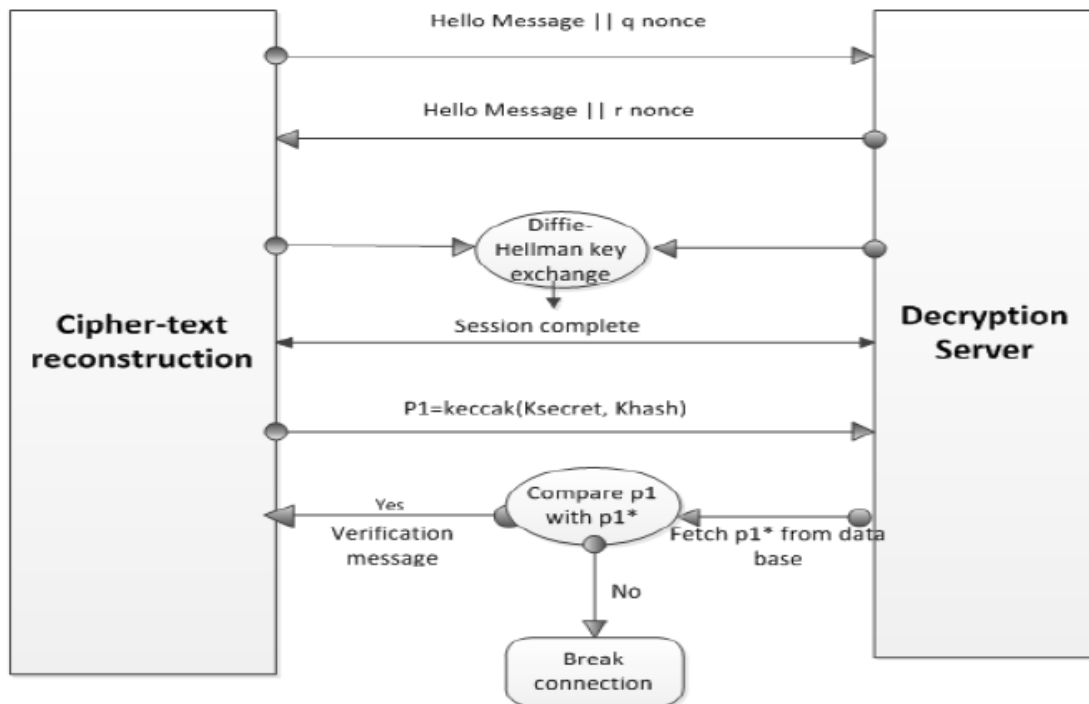 Hello Message || q nonce
Hello Message || r nonce
Diffie-
Hellman key
exchange
Session complete
Cipher-text
reconstruction
Decryption
Server
P1=keccak(Ksecret, Khash)
Compare p1
with p1*
Yes
Verification
message
Fetch p1* from data
base
No
Break
connection